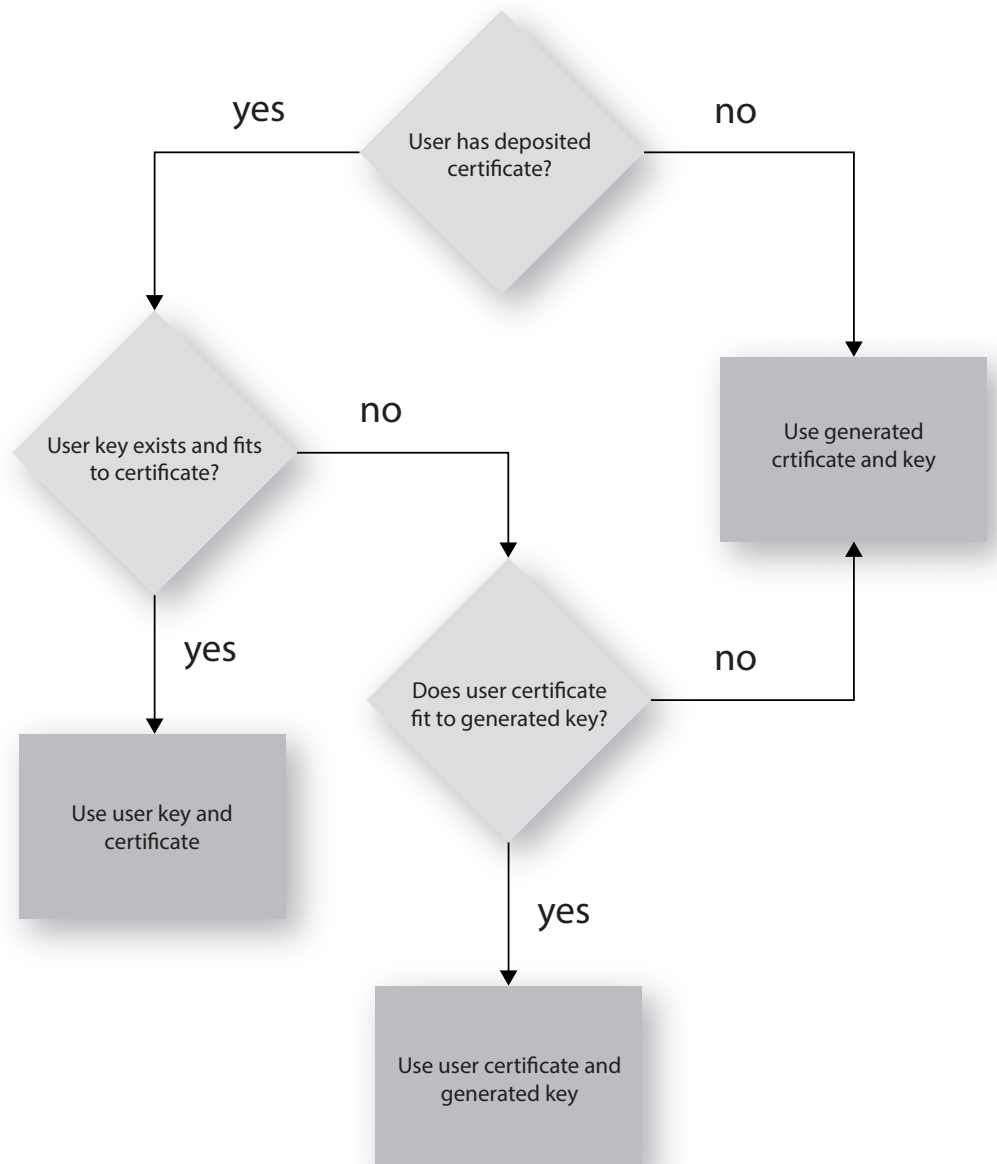 yes
no
User has deposited
certificate?
no
User key exists and fits
to certificate?
Use generated
crtificate and key
yes
no
Does user certificate
fit to generated key?
Use user key and
certificate
yes
Use user certificate and
generated key